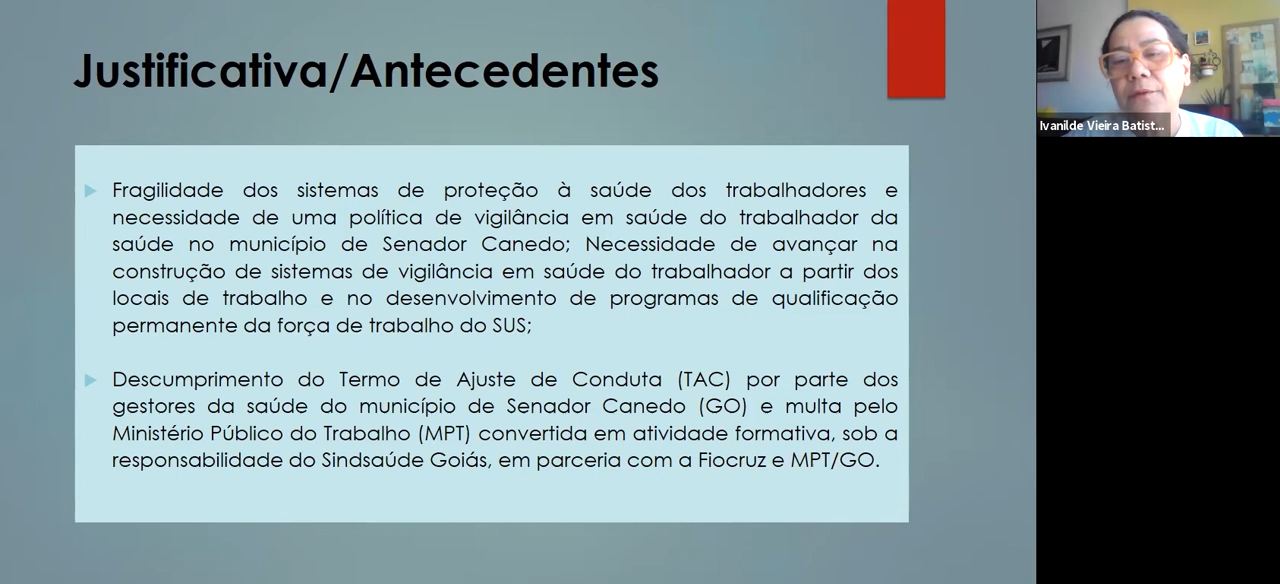 Justificativa/Antecedentes
Fragilidade dos sistemas de proteção à saúde dos trabalhadores e
necessidade de uma política de vigilância em saúde do trabalhador da
saúde no município de Senador Canedo; Necessidade de avançar na
construção de sistemas de vigilância em saúde do trabalhador a partir dos
locais de trabalho e no desenvolvimento de programas de qualificação
permanente da força de trabalho do SUS;
Descumprimento do Termo de Ajuste de Conduta (TAC) por parte dos
gestores da saúde do município de Senador Canedo (GO) e multa pelo
Ministério Público do Trabalho (MPT) convertida em atividade formativa, sob a
responsabilidade do Sindsaúde Goiás, em parceria com a Fiocruz e MPT/GO.
Ivanilde Vieira Batist...